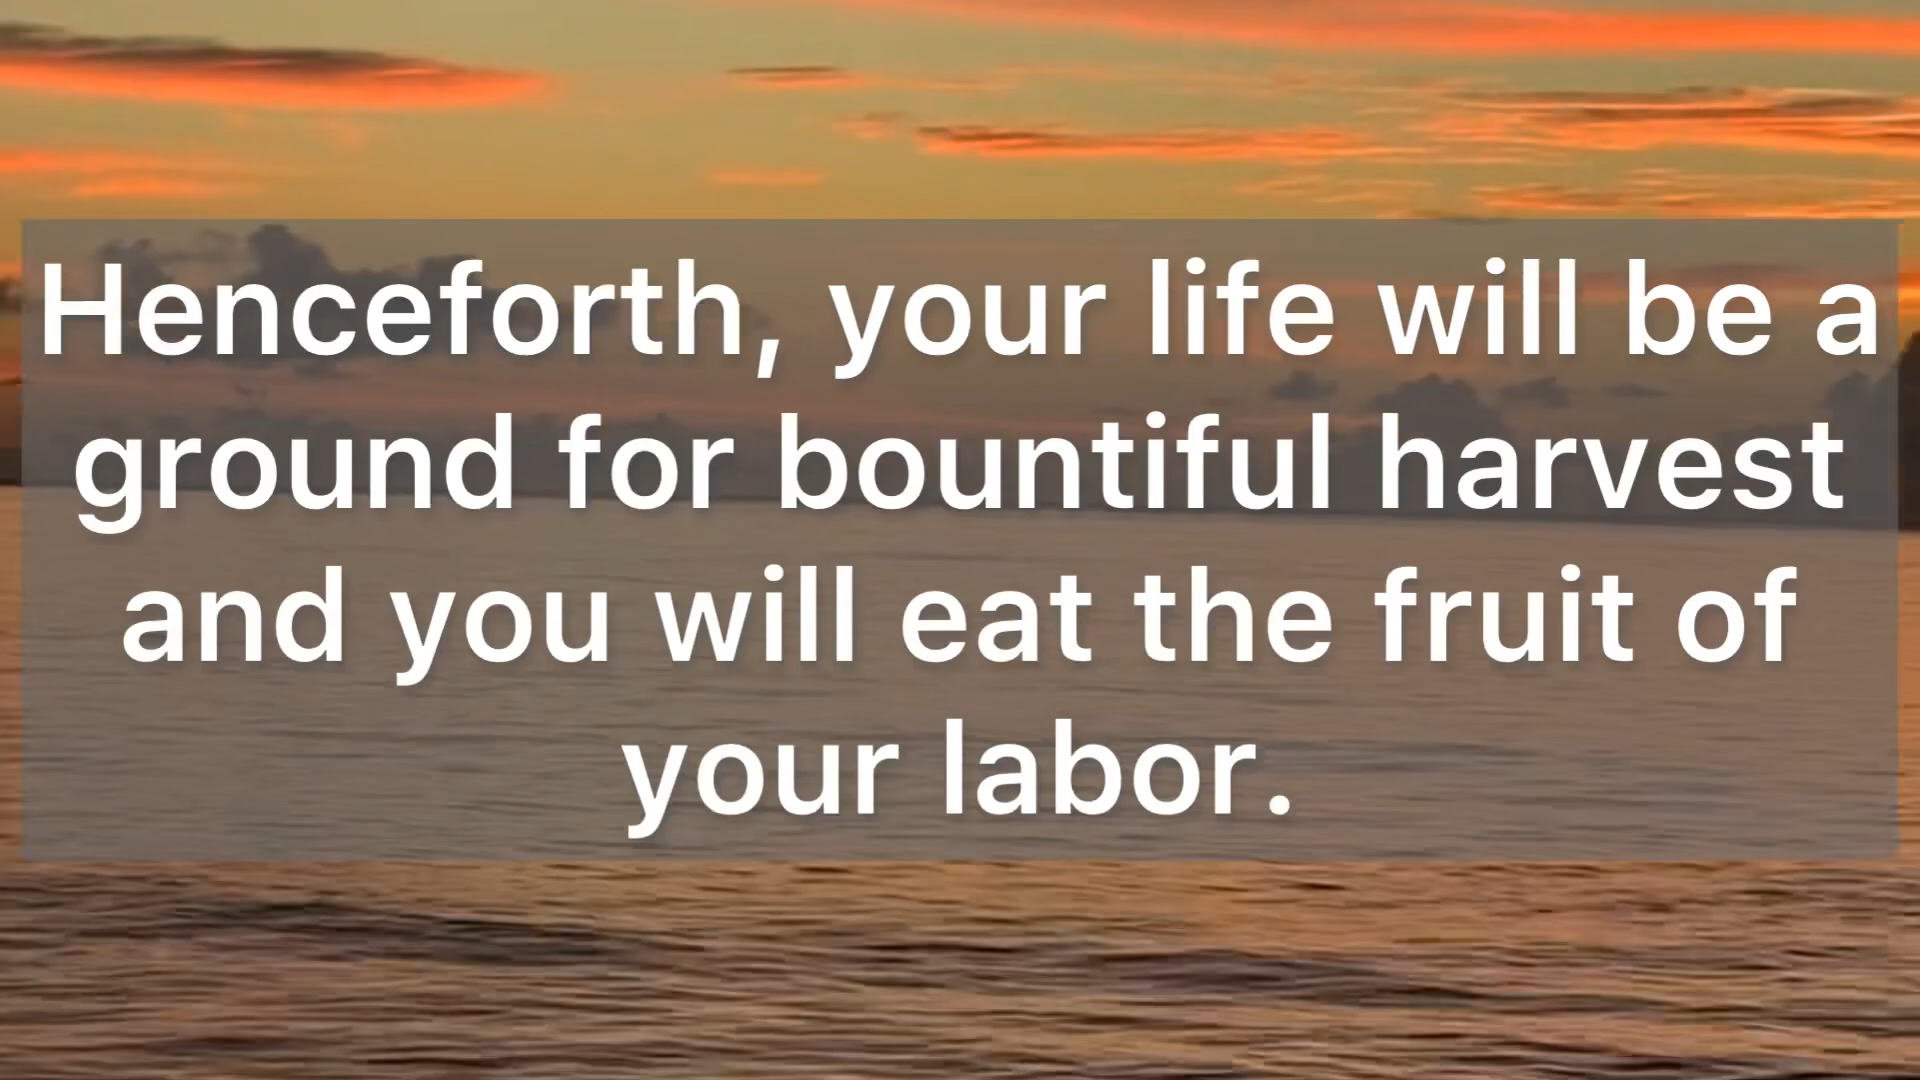 Henceforth, your life will be a
ground for bountiful harvest
and you will eat the fruit of
your labor.